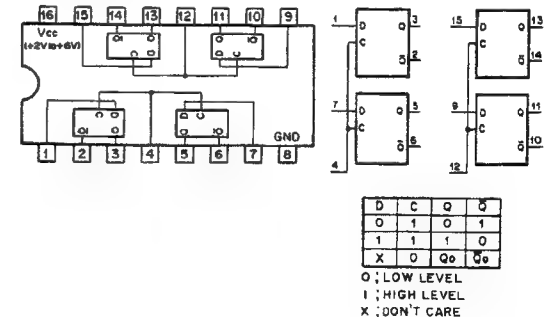 16 15 14 13 12 11 10 9
Vcc
(+2V to +6V)
Q̅ Q Q Q̅
D C C D
C C
D Q Q̅ D Q Q̅
GND
1 2 3 4 5 6 7 8
1 D Q 3
C
Q̅ 2
7 D Q 5
C
Q̅ 6
4
15 D Q 13
C
Q̅ 14
9 D Q 11
C
Q̅ 10
12
D C Q Q̅
0 1 0 1
1 1 1 0
X 0 Q0 Q̅0
0 ; LOW LEVEL
1 ; HIGH LEVEL
X ; DON'T CARE